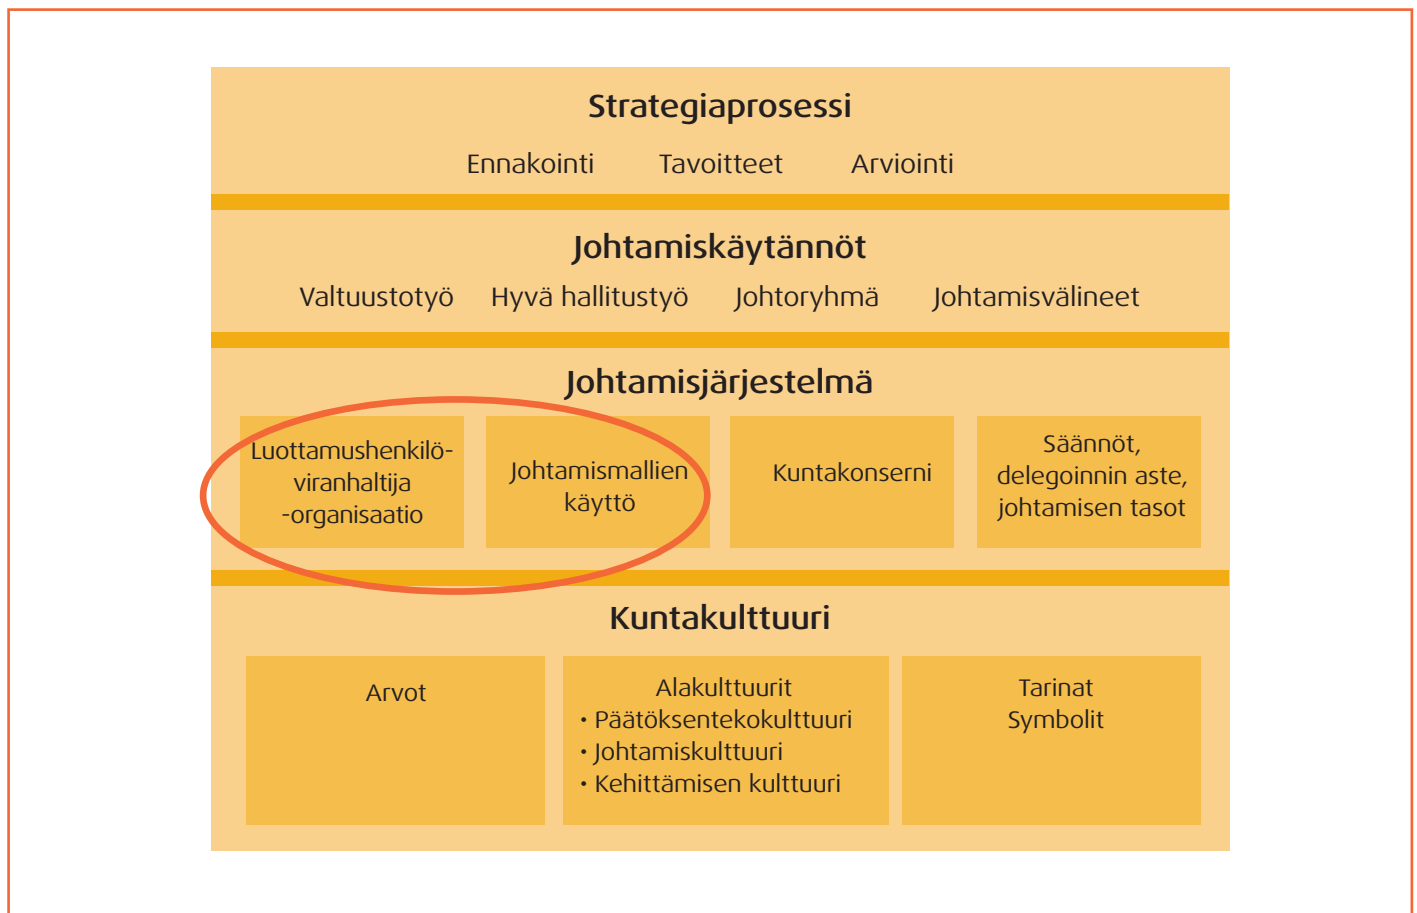 Strategiaprosessi
Ennakointi Tavoitteet Arviointi
Johtamiskäytännöt
Valtuustotyö Hyvä hallitustyö Johtoryhmä Johtamisvälineet
Johtamisjärjestelmä
Luottamushenkilö-
viranhaltija
-organisaatio
Johtamismallien
käyttö
Kuntakonserni
Säännöt,
delegoinnin aste,
johtamisen tasot
Kuntakulttuuri
Arvot
Alakulttuurit
• Päätöksentekokulttuuri
• Johtamiskulttuuri
• Kehittämisen kulttuuri
Tarinat
Symbolit